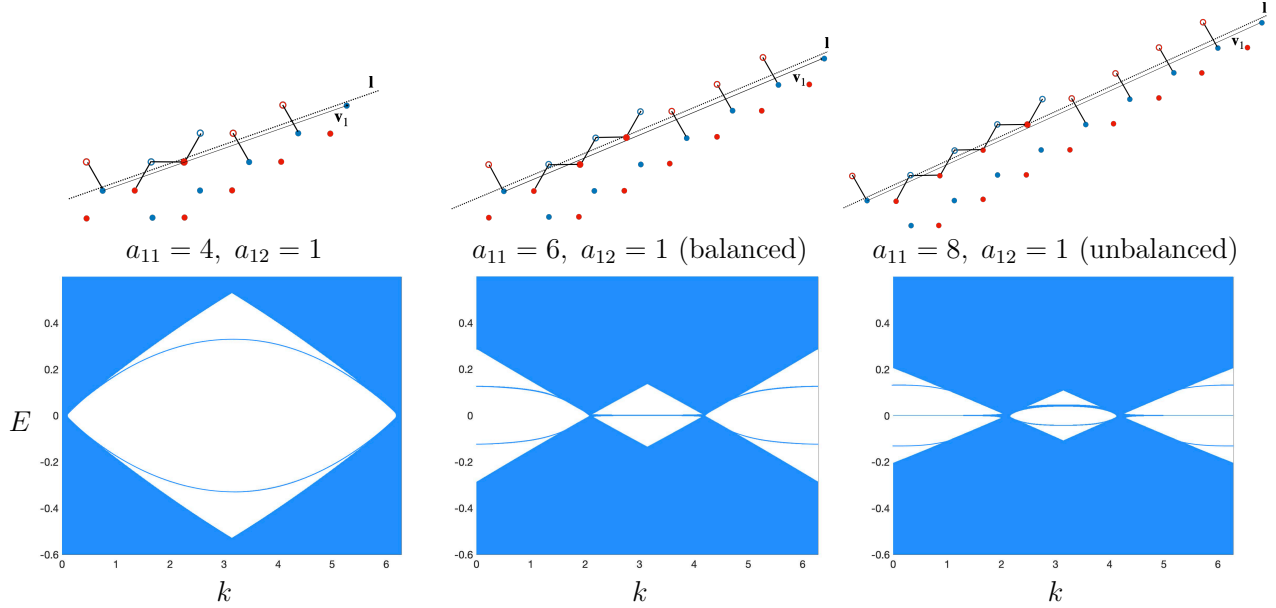 l
v₁
l
v₁
l
v₁
a₁₁ = 4, a₁₂ = 1
a₁₁ = 6, a₁₂ = 1 (balanced)
a₁₁ = 8, a₁₂ = 1 (unbalanced)
E
0.4
0.2
0
-0.2
-0.4
-0.6
0 1 2 3 4 5 6
k
0.4
0.2
0
-0.2
-0.4
-0.6
0 1 2 3 4 5 6
k
0.4
0.2
0
-0.2
-0.4
-0.6
0 1 2 3 4 5 6
k